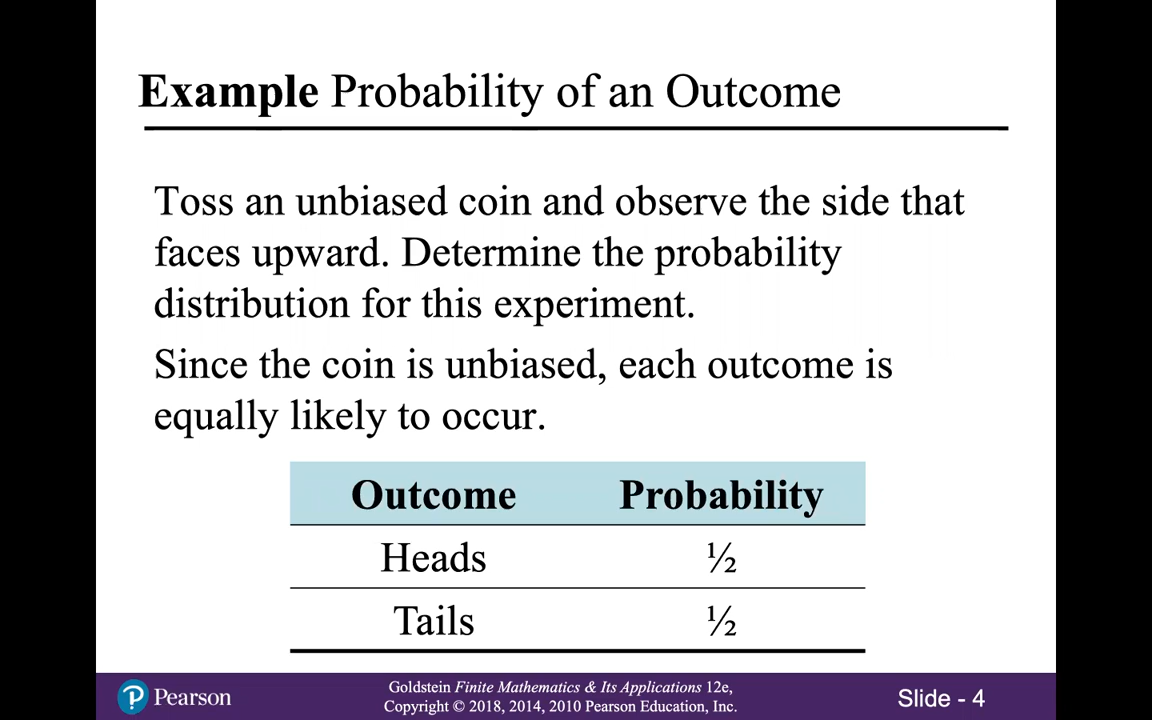 Example Probability of an Outcome
Toss an unbiased coin and observe the side that
faces upward. Determine the probability
distribution for this experiment.
Since the coin is unbiased, each outcome is
equally likely to occur.
Outcome Probability
Heads ½
Tails ½
Pearson
Goldstein Finite Mathematics & Its Applications 12e,
Copyright © 2018, 2014, 2010 Pearson Education, Inc.
Slide - 4